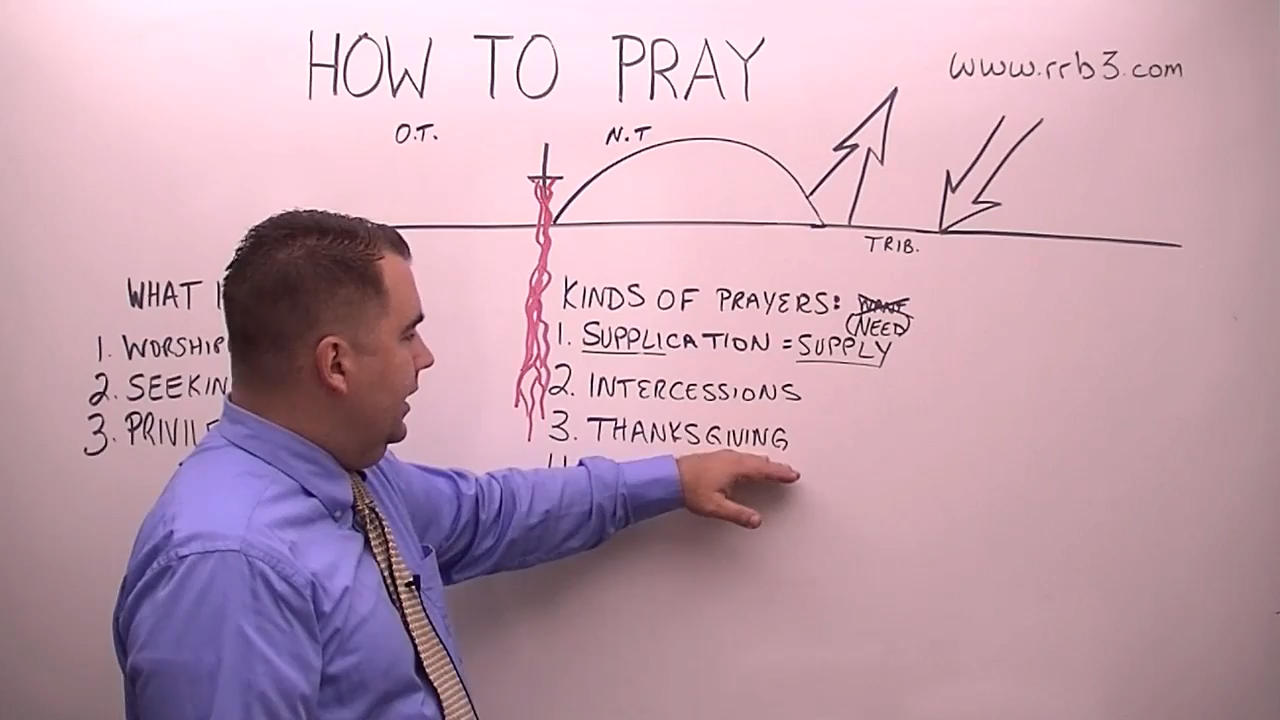 HOW TO PRAY
www.rrb3.com
O.T.
N.T
TRIB.
WHAT
1. WORSHIP
2. SEEKIN
3. PRIVIL
KINDS OF PRAYERS:
NEED
1. SUPPLICATION = SUPPLY
2. INTERCESSIONS
3. THANKSGIVING